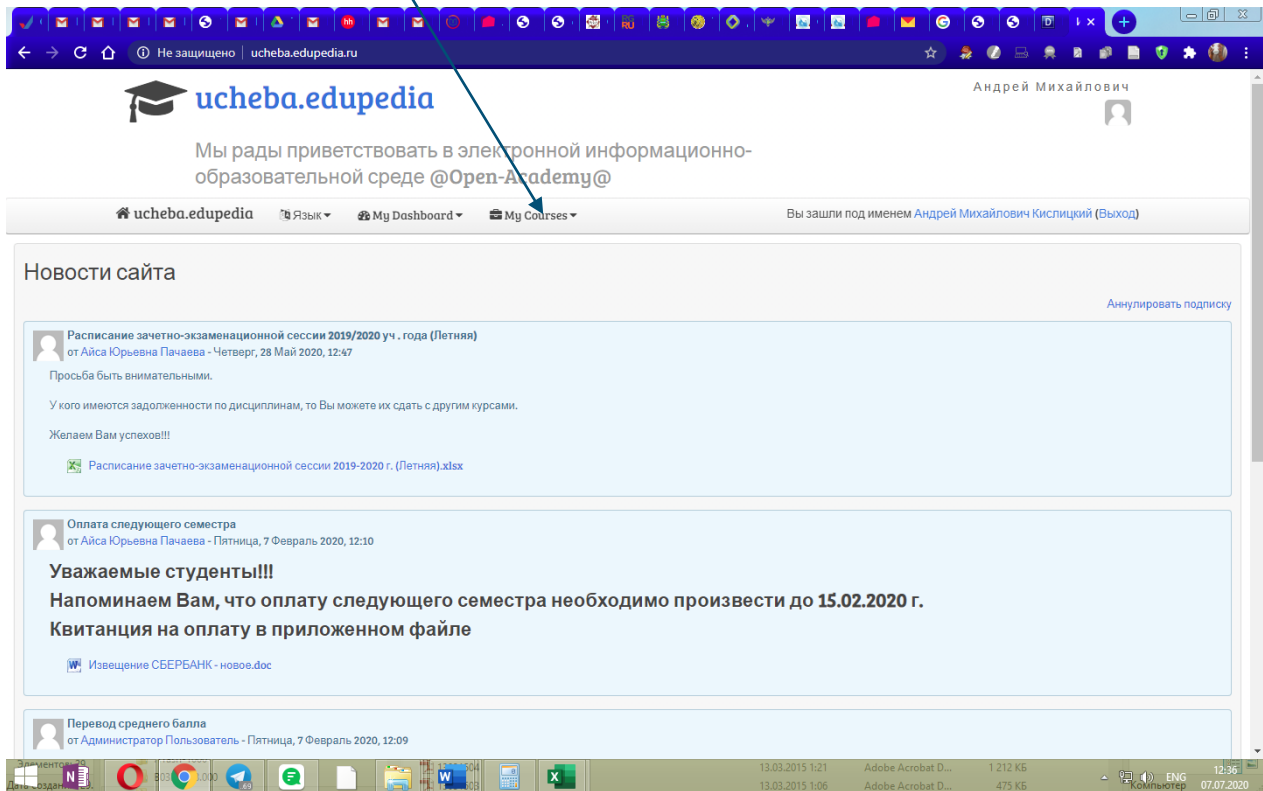 Не защищено ucheba.edupedia.ru
ucheba.edupedia
Андрей Михайлович
Мы рады приветствовать в электронной информационно-
образовательной среде @Open-Academy@
ucheba.edupedia Язык My Dashboard My Courses Вы зашли под именем Андрей Михайлович Кислицкий (Выход)
Новости сайта
Аннулировать подписку
Расписание зачетно-экзаменационной сессии 2019/2020 уч . года (Летняя)
от Айса Юрьевна Пачаева - Четверг, 28 Май 2020, 12:47
Просьба быть внимательными.
У кого имеются задолженности по дисциплинам, то Вы можете их сдать с другим курсами.
Желаем Вам успехов!!!
Расписание зачетно-экзаменационной сессии 2019-2020 г. (Летняя).xlsx
Оплата следующего семестра
от Айса Юрьевна Пачаева - Пятница, 7 Февраль 2020, 12:10
Уважаемые студенты!!!
Напоминаем Вам, что оплату следующего семестра необходимо произвести до 15.02.2020 г.
Квитанция на оплату в приложенном файле
Извещение СБЕРБАНК - новое.doc
Перевод среднего балла
от Администратор Пользователь - Пятница, 7 Февраль 2020, 12:09
13.03.2015 1:21 Adobe Acrobat D... 1 212 КБ
13.03.2015 1:06 Adobe Acrobat D... 475 КБ
ENG 12:36
Компьютер 07.07.2020